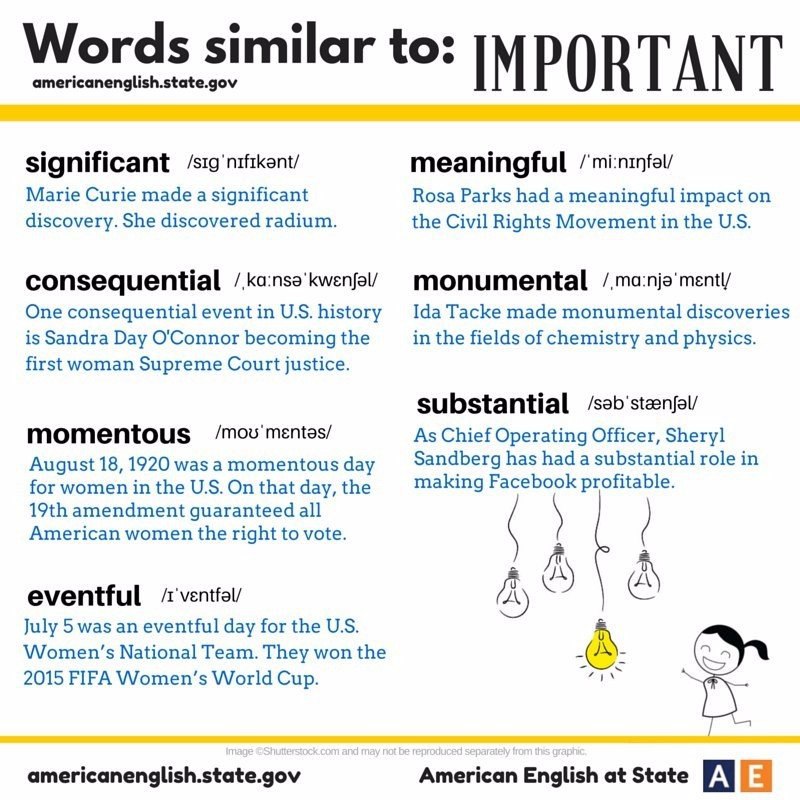 Words similar to: IMPORTANT
americanenglish.state.gov
significant /sɪgˈnɪfɪkənt/
Marie Curie made a significant
discovery. She discovered radium.
consequential /ˌkɑːnsəˈkwɛnʃəl/
One consequential event in U.S. history
is Sandra Day O'Connor becoming the
first woman Supreme Court justice.
momentous /moʊˈmɛntəs/
August 18, 1920 was a momentous day
for women in the U.S. On that day, the
19th amendment guaranteed all
American women the right to vote.
eventful /ɪˈvɛntfəl/
July 5 was an eventful day for the U.S.
Women’s National Team. They won the
2015 FIFA Women’s World Cup.
meaningful /ˈmiːnɪŋfəl/
Rosa Parks had a meaningful impact on
the Civil Rights Movement in the U.S.
monumental /ˌmɑːnjəˈmɛntl̩/
Ida Tacke made monumental discoveries
in the fields of chemistry and physics.
substantial /səbˈstænʃəl/
As Chief Operating Officer, Sheryl
Sandberg has had a substantial role in
making Facebook profitable.
Image ©Shutterstock.com and may not be reproduced separately from this graphic.
americanenglish.state.gov
American English at State AE